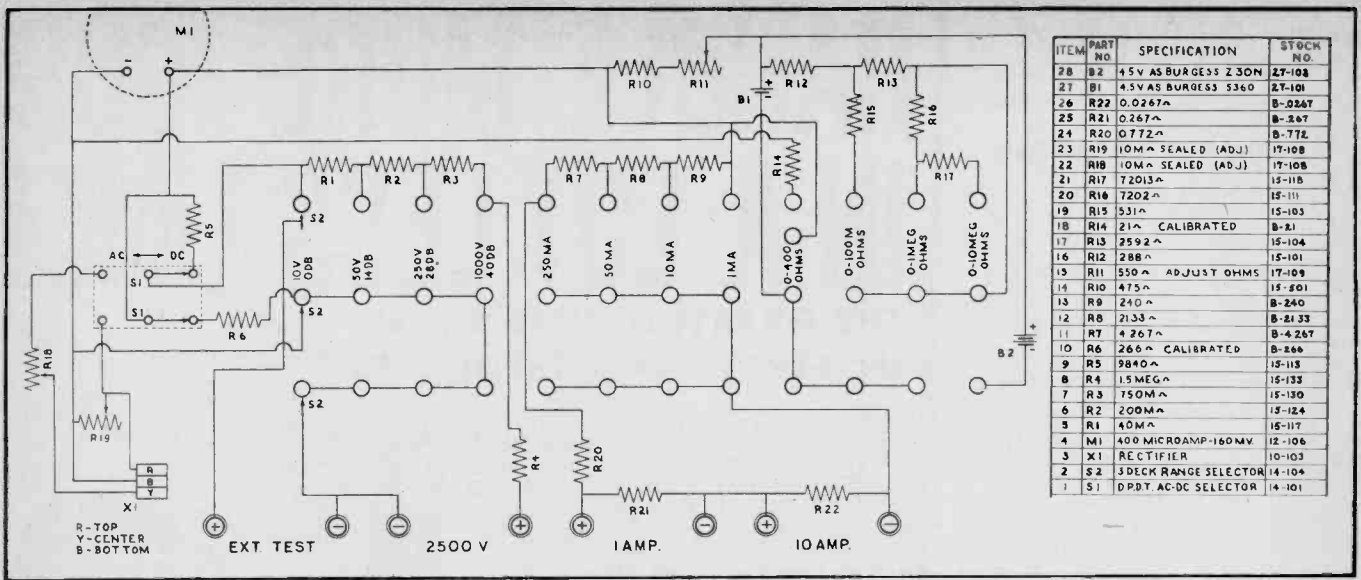 M1
- +
R10 R11
B1 + -
R12 R13
R15 R16
R14 R17
R1 R2 R3
R7 R8 R9
S2
R5
AC DC
S1
S1
R6
10V 0DB
50V 14DB
250V 28DB
1000V 40DB
250 MA
50 MA
10 MA
1 MA
0-400 OHMS
0-100M OHMS
0-1MEG OHMS
0-10MEG OHMS
S2
B2 + -
R18
S2
R19
R4
R20
R21
R22
R
B
Y
X1
R-TOP
Y-CENTER
B-BOTTOM
+ - - + + - + -
EXT. TEST 2500 V 1 AMP. 10 AMP.
ITEM PART NO. SPECIFICATION STOCK NO.
28 B2 45V AS BURGESS Z30N 27-102
27 B1 4.5V AS BURGESS 5360 27-101
26 R22 0.0267~ B-.0267
25 R21 0.267~ B-.267
24 R20 0.772~ B-.772
23 R19 10M~ SEALED (ADJ) 17-108
22 R18 10M~ SEALED (ADJ) 17-108
21 R17 72013~ 15-118
20 R16 7202~ 15-111
19 R15 531~ 15-103
18 R14 21~ CALIBRATED B-21
17 R13 2592~ 15-104
16 R12 288~ 15-101
15 R11 550~ ADJUST OHMS 17-109
14 R10 475~ 15-501
13 R9 240~ B-240
12 R8 21.33~ B-21.33
11 R7 4.267~ B-4.267
10 R6 266~ CALIBRATED B-266
9 R5 9840~ 15-113
8 R4 1.5 MEG~ 15-133
7 R3 750M~ 15-130
6 R2 200M~ 15-124
5 R1 40M~ 15-117
4 M1 400 MICROAMP-160MV. 12-106
3 X1 RECTIFIER 10-103
2 S2 3 DECK RANGE SELECTOR 14-104
1 S1 D.P.D.T. AC-DC SELECTOR 14-101